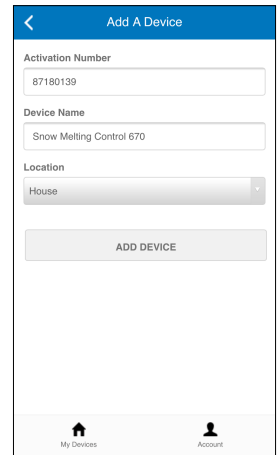 Add A Device
Activation Number
87180139
Device Name
Snow Melting Control 670
Location
House
ADD DEVICE
My Devices
Account